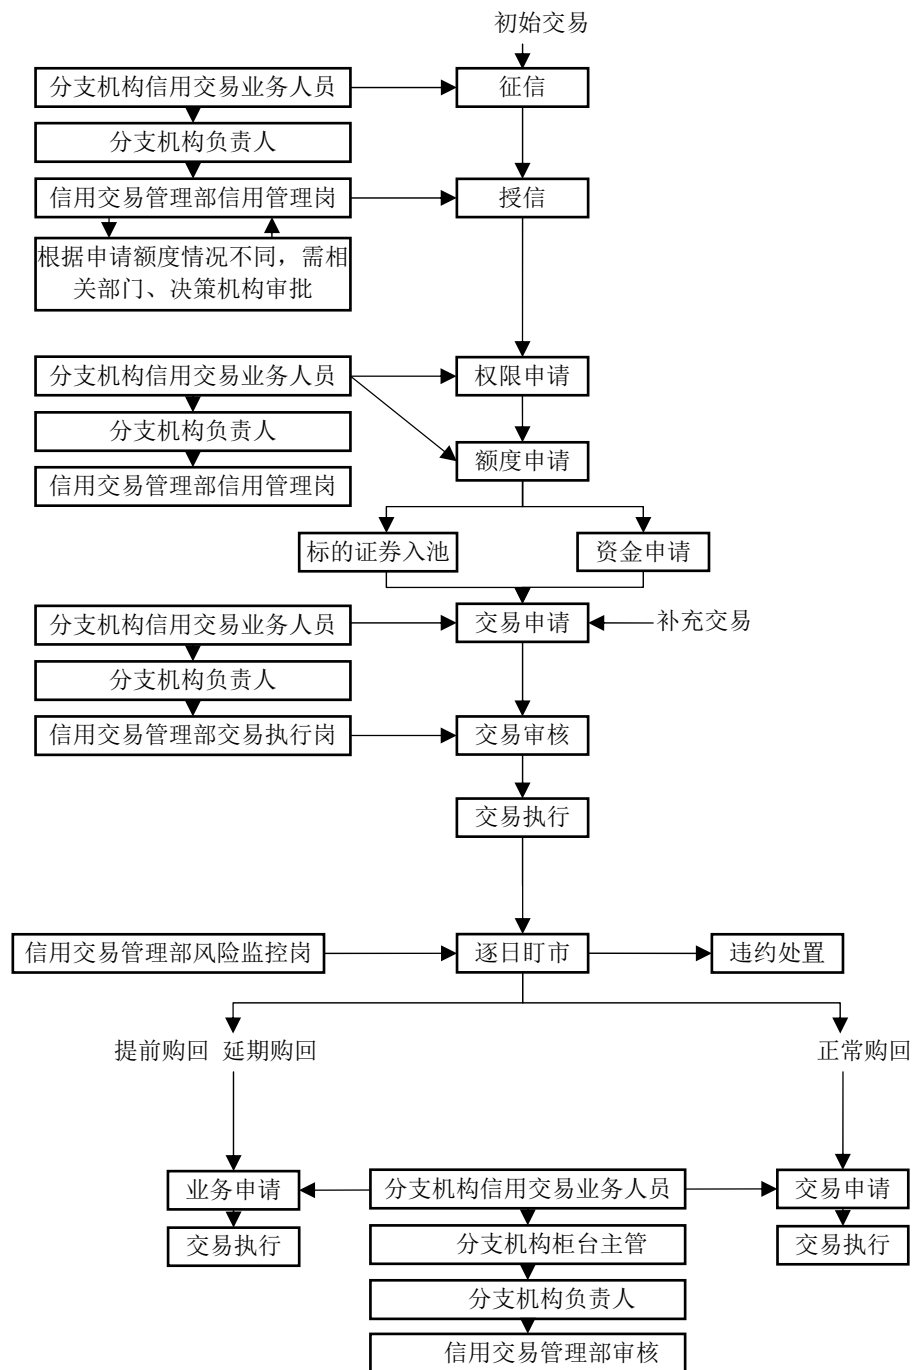 初始交易
分支机构信用交易业务人员
征信
分支机构负责人
信用交易管理部信用管理岗
授信
根据申请额度情况不同，需相
关部门、决策机构审批
分支机构信用交易业务人员
权限申请
分支机构负责人
额度申请
信用交易管理部信用管理岗
标的证券入池
资金申请
分支机构信用交易业务人员
交易申请
补充交易
分支机构负责人
信用交易管理部交易执行岗
交易审核
交易执行
信用交易管理部风险监控岗
逐日盯市
违约处置
提前购回 延期购回
正常购回
业务申请
分支机构信用交易业务人员
交易申请
交易执行
分支机构柜台主管
交易执行
分支机构负责人
信用交易管理部审核